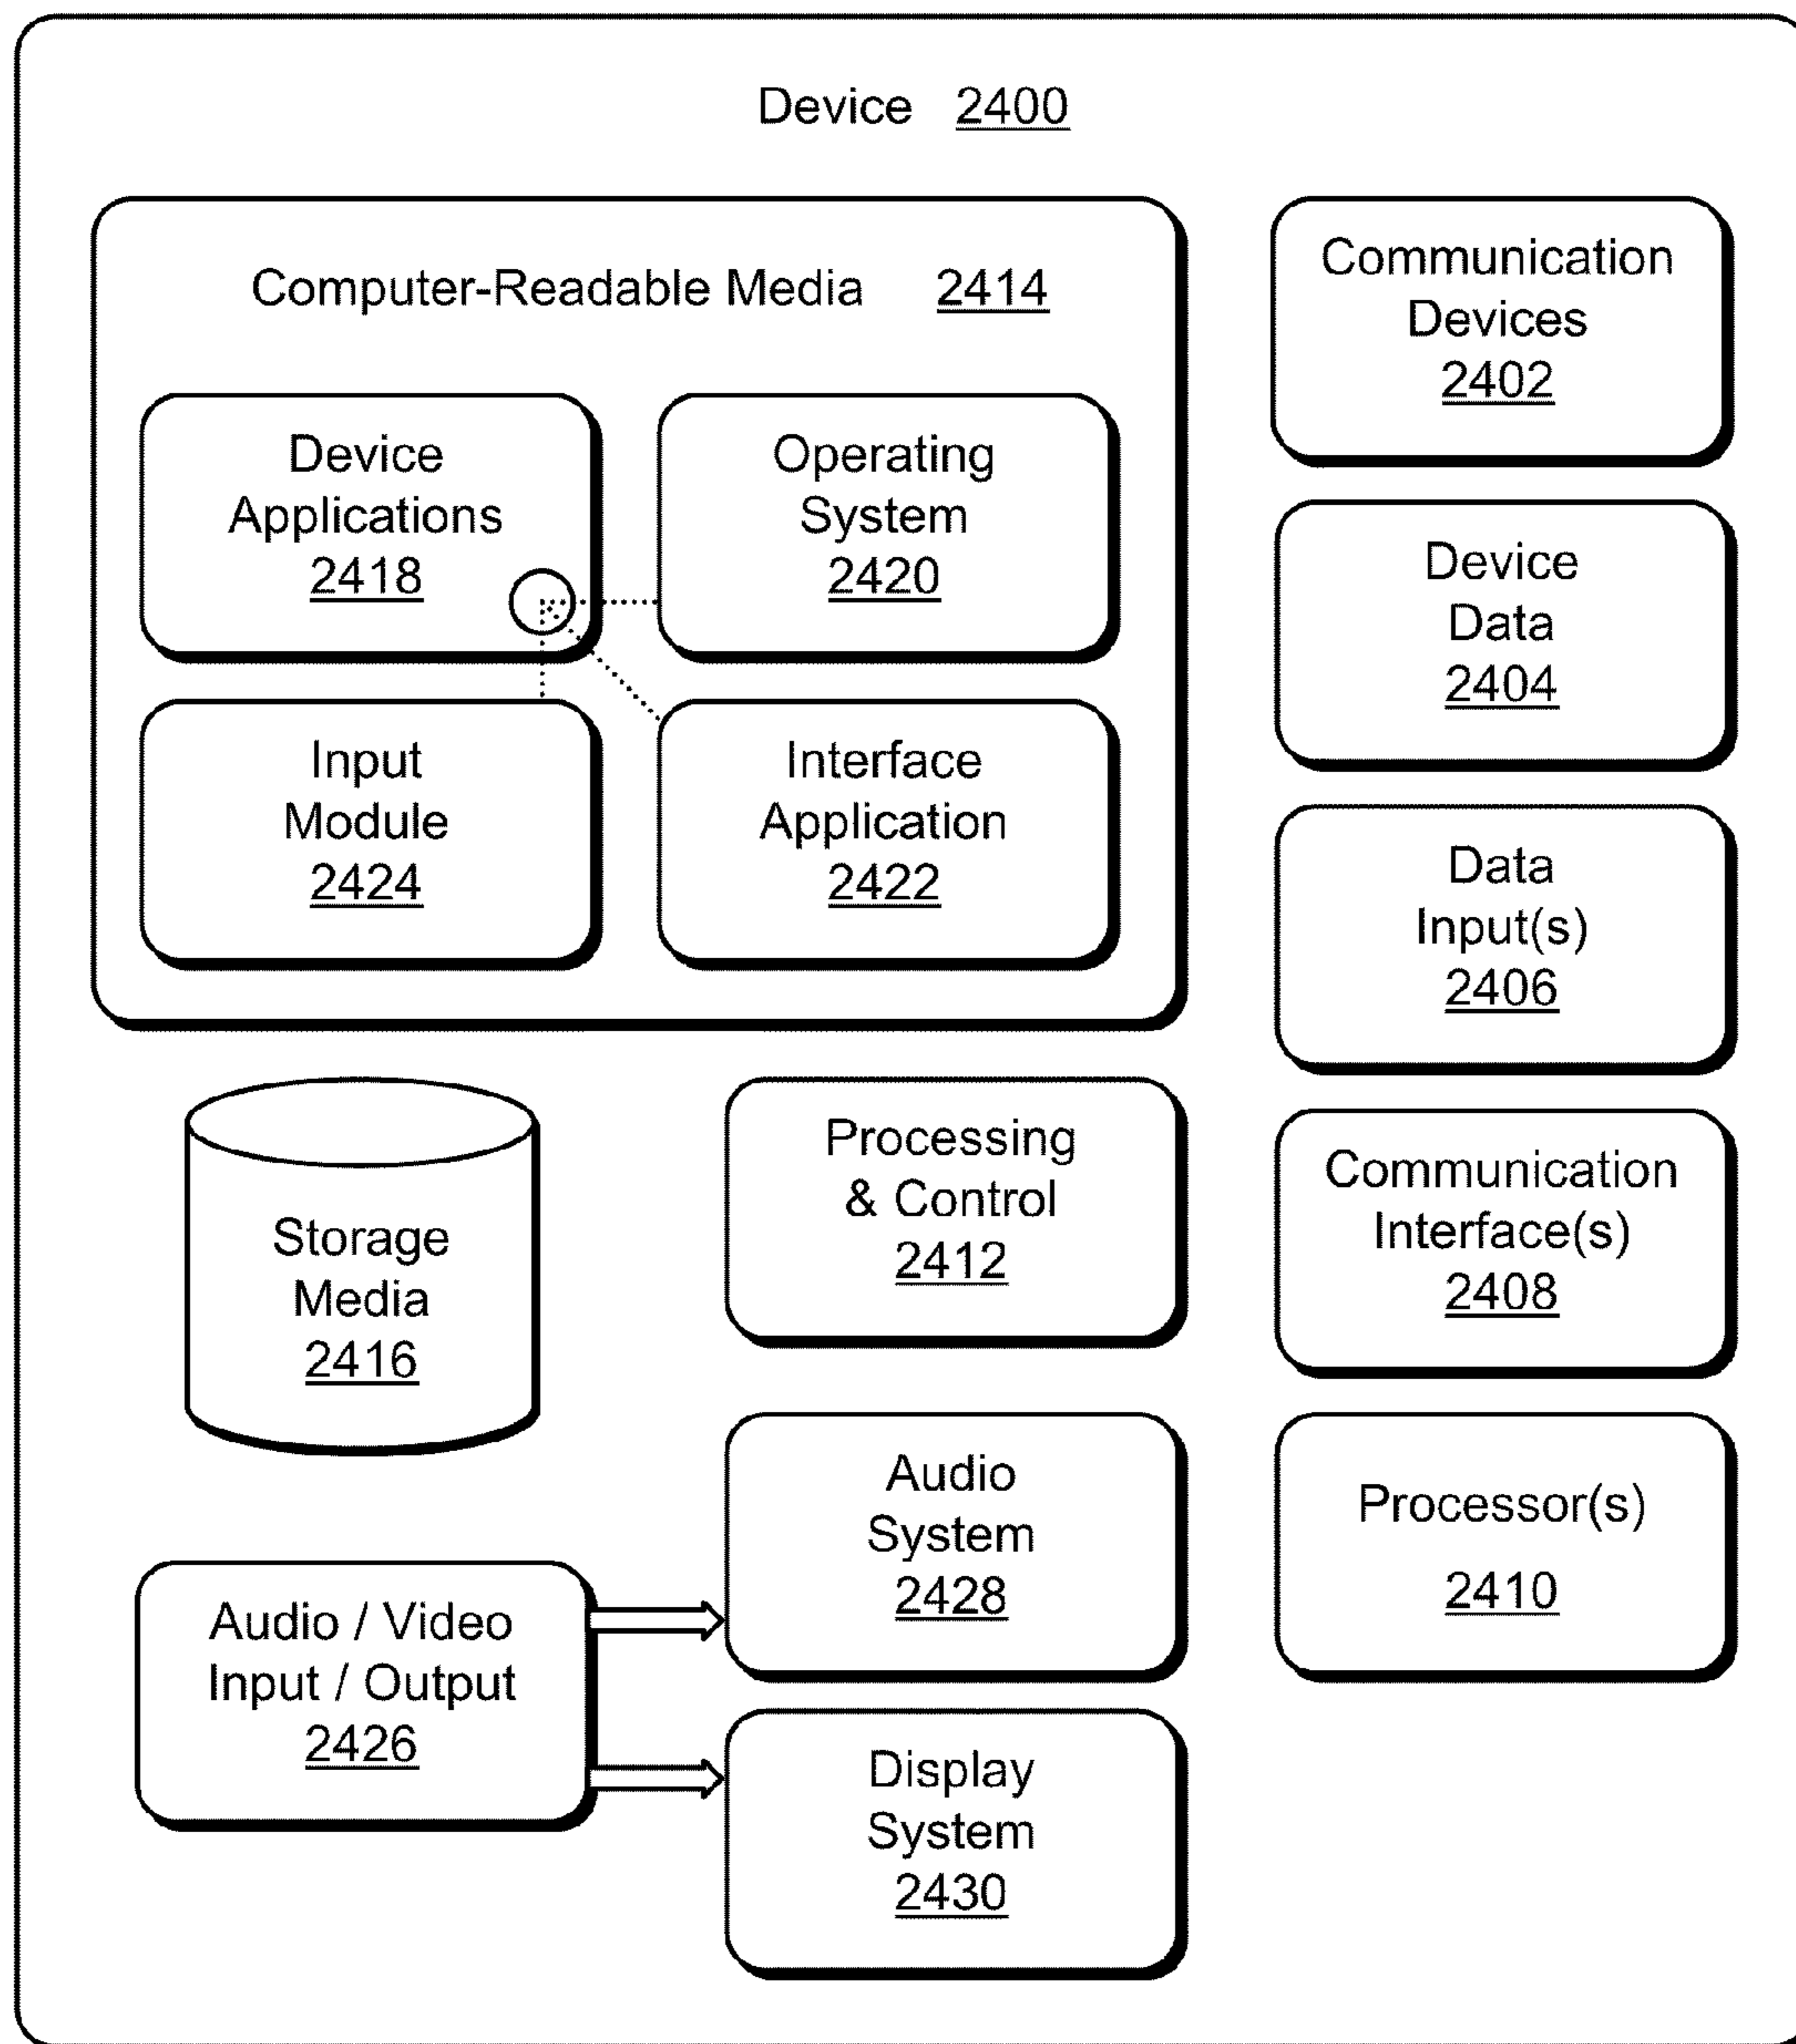 Device 2400
Computer-Readable Media 2414
Device
Applications
2418
Operating
System
2420
Input
Module
2424
Interface
Application
2422
Communication
Devices
2402
Device
Data
2404
Data
Input(s)
2406
Communication
Interface(s)
2408
Processor(s)
2410
Storage
Media
2416
Processing
& Control
2412
Audio / Video
Input / Output
2426
Audio
System
2428
Display
System
2430